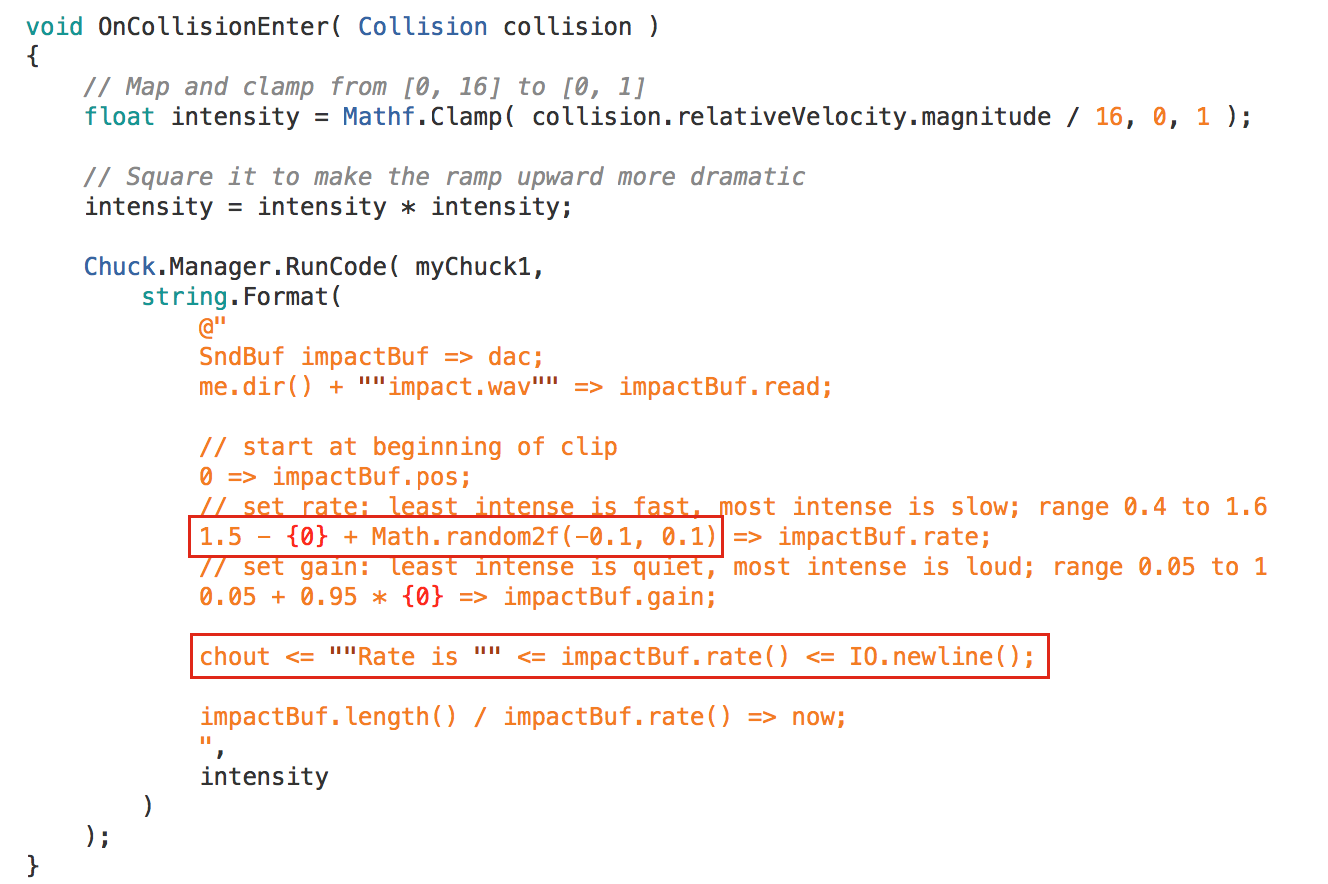 void OnCollisionEnter( Collision collision )
{
    // Map and clamp from [0, 16] to [0, 1]
    float intensity = Mathf.Clamp( collision.relativeVelocity.magnitude / 16, 0, 1 );

    // Square it to make the ramp upward more dramatic
    intensity = intensity * intensity;

    Chuck.Manager.RunCode( myChuck1,
        string.Format(
            @"
            SndBuf impactBuf => dac;
            me.dir() + ""impact.wav"" => impactBuf.read;

            // start at beginning of clip
            0 => impactBuf.pos;
            // set rate: least intense is fast, most intense is slow; range 0.4 to 1.6
            1.5 - {0} + Math.random2f(-0.1, 0.1) => impactBuf.rate;
            // set gain: least intense is quiet, most intense is loud; range 0.05 to 1
            0.05 + 0.95 * {0} => impactBuf.gain;

            chout <= ""Rate is "" <= impactBuf.rate() <= IO.newline();

            impactBuf.length() / impactBuf.rate() => now;
            ",
            intensity
        )
    );
}